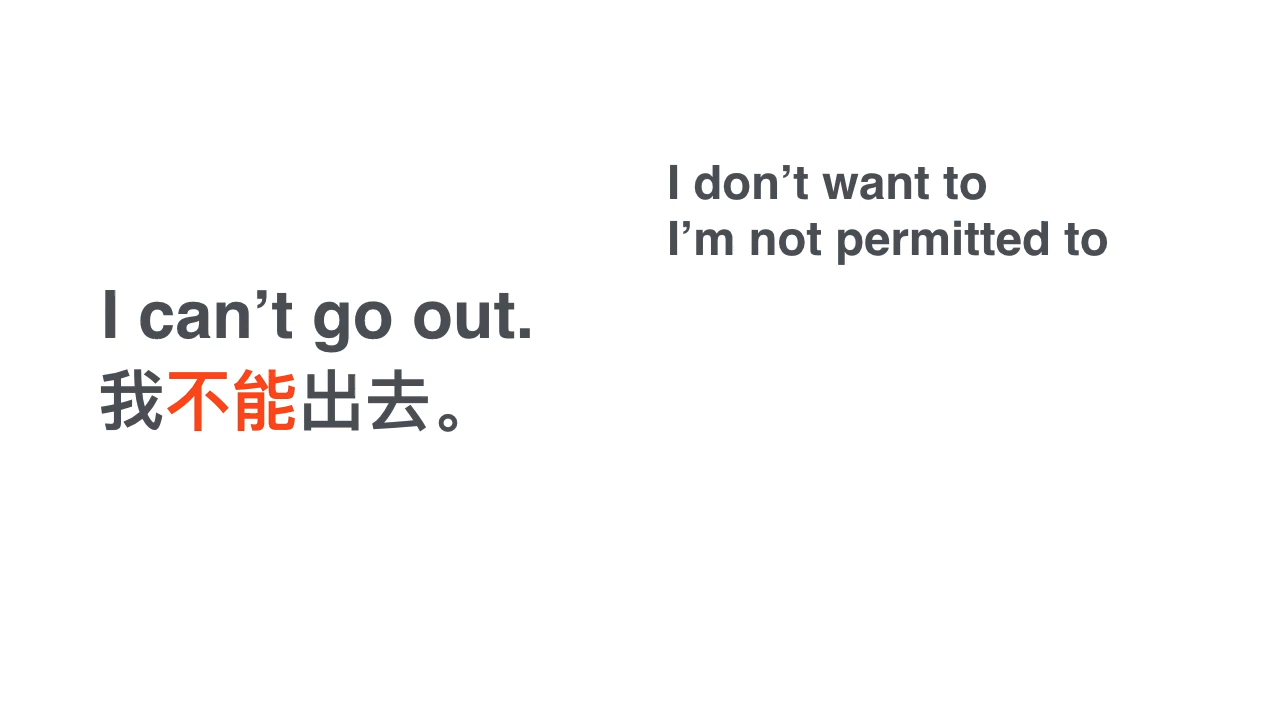 I don’t want to
I’m not permitted to
I can’t go out.
我不能出去。